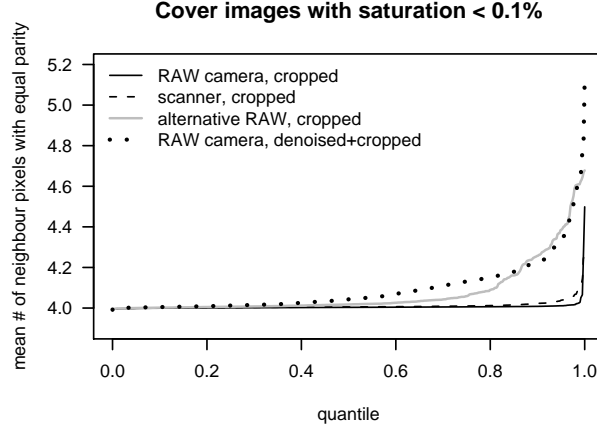 Cover images with saturation < 0.1%
mean # of neighbour pixels with equal parity
5.2
5.0
4.8
4.6
4.4
4.2
4.0
RAW camera, cropped
scanner, cropped
alternative RAW, cropped
RAW camera, denoised+cropped
0.0 0.2 0.4 0.6 0.8 1.0
quantile